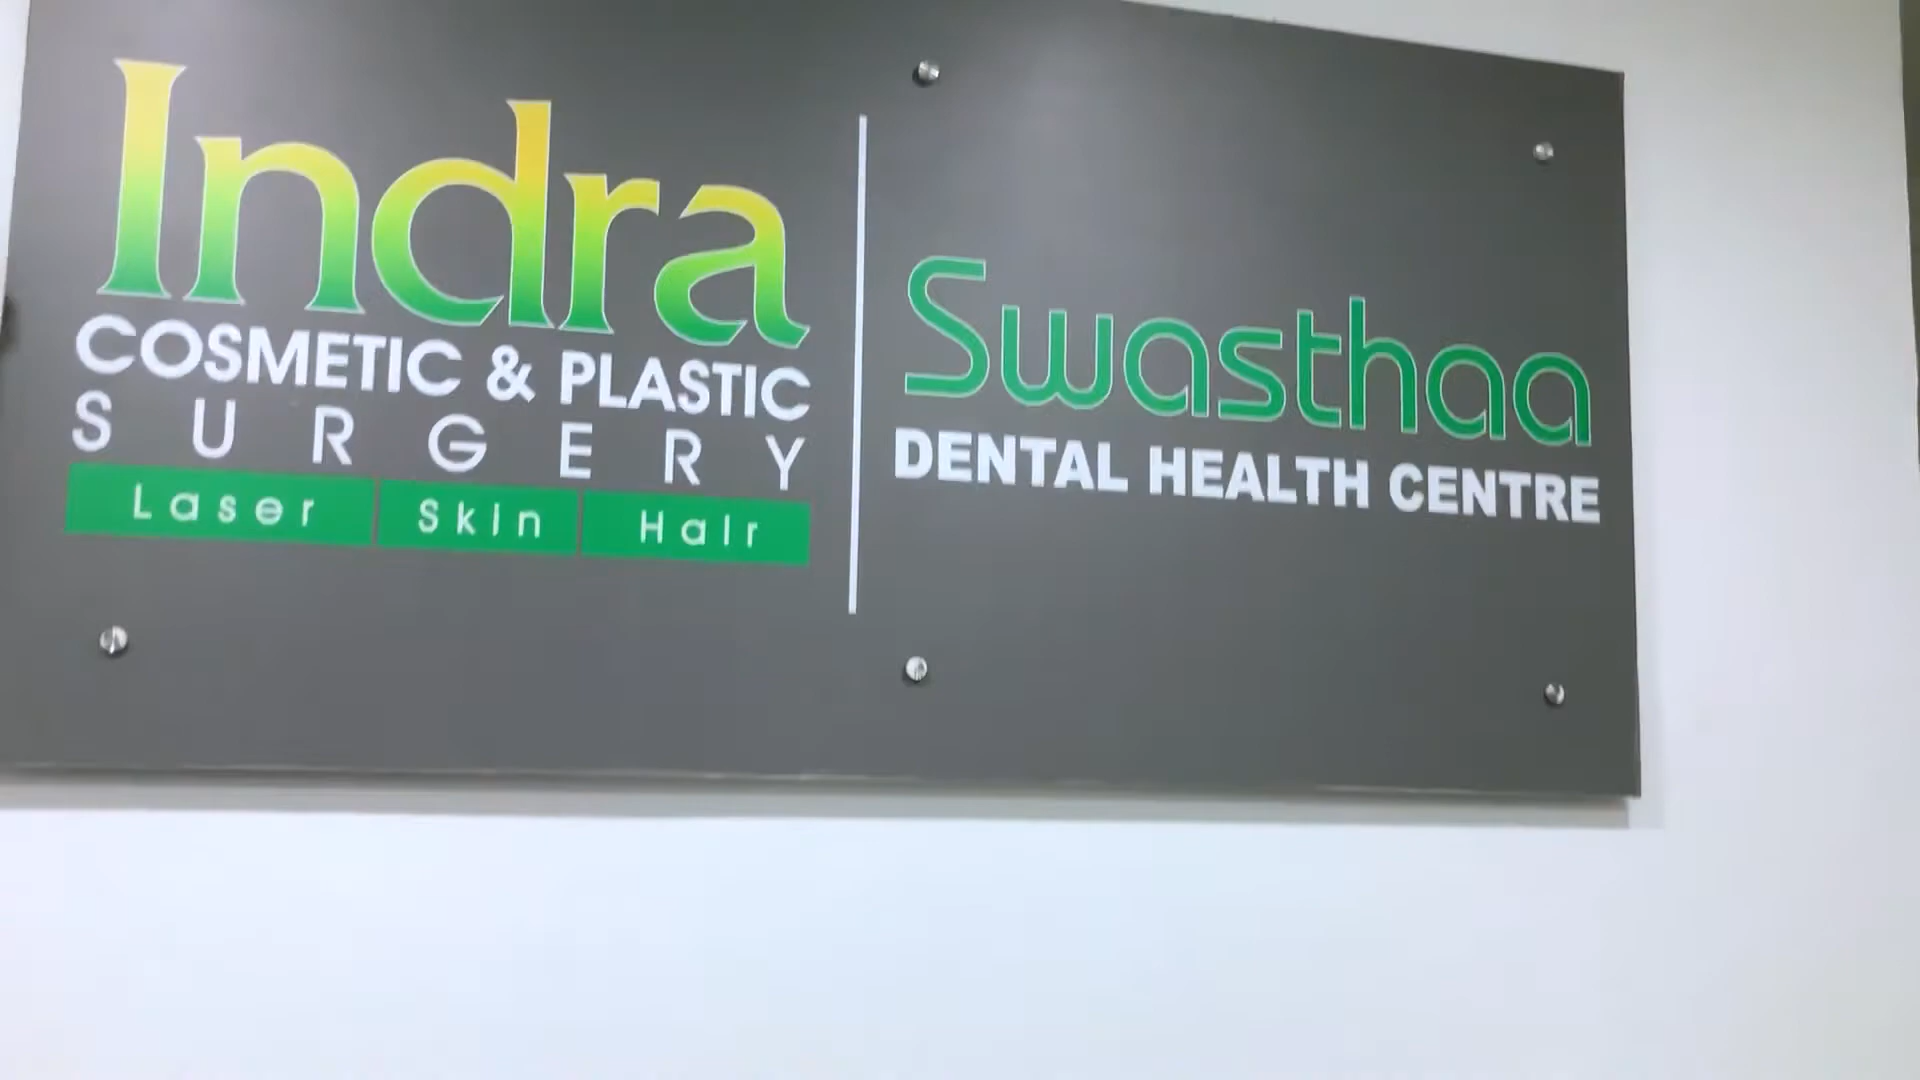 Indra
COSMETIC & PLASTIC
SURGERY
Laser Skin Hair
Swasthaa
DENTAL HEALTH CENTRE